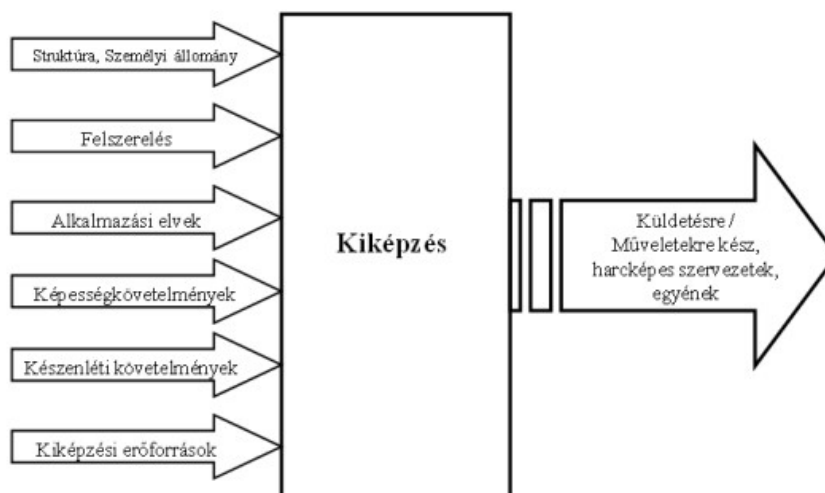 Struktúra, Személyi állomány
Felszerelés
Alkalmazási elvek
Képességkövetelmények
Készenléti követelmények
Kiképzési erőforrások
Kiképzés
Küldetésre /
Műveletekre kész,
harcképes szervezetek,
egyének